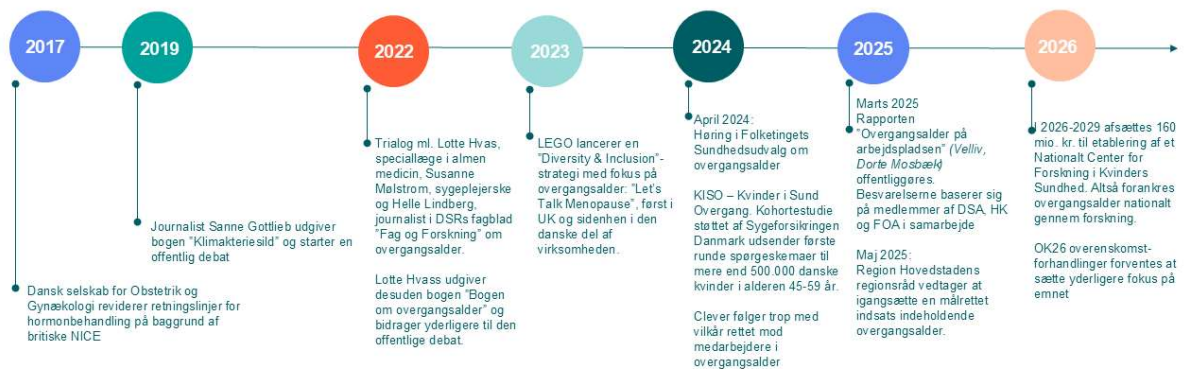 2017
Dansk selskab for Obstetrik og
Gynækologi reviderer retningslinjer for
hormonbehandling på baggrund af
britiske NICE
2019
Journalist Sanne Gottlieb udgiver
bogen "Klimakteriesild" og starter en
offentlig debat
2022
Trialog ml. Lotte Hvas,
speciallæge i almen
medicin, Susanne
Mølstrom, sygeplejerske
og Helle Lindberg,
journalist i DSRs fagblad
"Fag og Forskning" om
overgangsalder.
Lotte Hvass udgiver
desuden bogen "Bogen
om overgangsalder" og
bidrager yderligere til den
offentlige debat.
2023
LEGO lancerer en
"Diversity & Inclusion"-
strategi med fokus på
overgangsalder: "Let's
Talk Menopause", først i
UK og sidenhen i den
danske del af
virksomheden.
2024
April 2024:
Høring i Folketingets
Sundhedsudvalg om
overgangsalder
KISO – Kvinder i Sund
Overgang. Kohortestudie
støttet af Sygeforsikringen
Danmark udsender første
runde spørgeskemaer til
mere end 500.000 danske
kvinder i alderen 45-59 år.
Clever følger trop med
vilkår rettet mod
medarbejdere i
overgangsalder
2025
Marts 2025
Rapporten
"Overgangsalder på
arbejdspladsen" (Velliv,
Dorte Mosbæk)
offentliggøres.
Besvarelserne baserer sig
på medlemmer af DSA, HK
og FOA i samarbejde
Maj 2025:
Region Hovedstadens
regionsråd vedtager at
igangsætte en målrettet
indsats indeholdende
overgangsalder.
2026
I 2026-2029 afsættes 160
mio. kr. til etablering af et
Nationalt Center for
Forskning i Kvinders
Sundhed. Altså forankres
overgangsalder nationalt
gennem forskning.
OK26 overenskomst-
forhandlinger forventes at
sætte yderligere fokus på
emnet